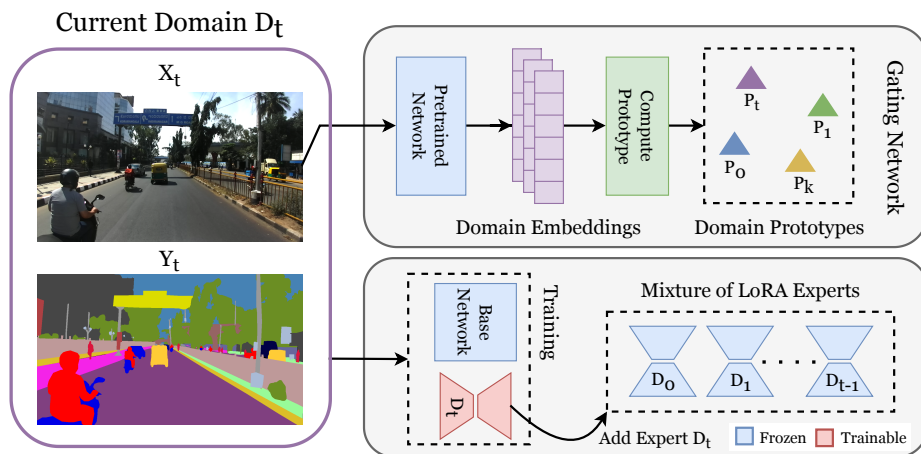 Current Domain Dt
Xt
Yt
Pretrained
Network
Compute
Prototype
Pt
P1
P0
Pk
Gating Network
Domain Embeddings
Domain Prototypes
Base
Network
Training
Dt
Mixture of LoRA Experts
D0
D1
. . . .
Dt-1
Add Expert Dt
Frozen
Trainable